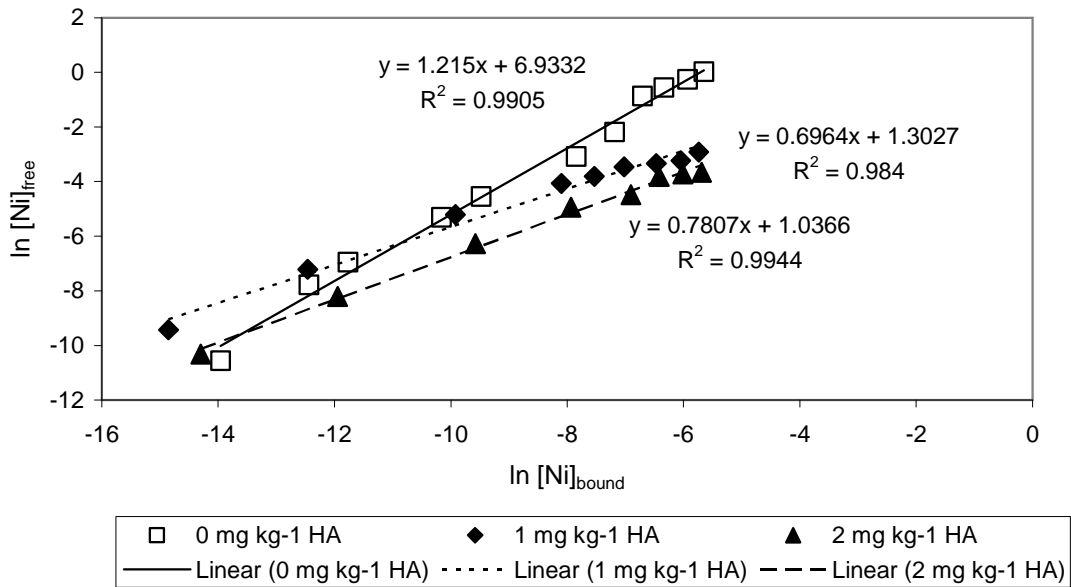 2
0
-2
-4
-6
-8
-10
-12
ln [Ni]free
y = 1.215x + 6.9332
R2 = 0.9905
y = 0.6964x + 1.3027
R2 = 0.984
y = 0.7807x + 1.0366
R2 = 0.9944
-16 -14 -12 -10 -8 -6 -4 -2 0
ln [Ni]bound
0 mg kg-1 HA 1 mg kg-1 HA 2 mg kg-1 HA
Linear (0 mg kg-1 HA) Linear (1 mg kg-1 HA) Linear (2 mg kg-1 HA)